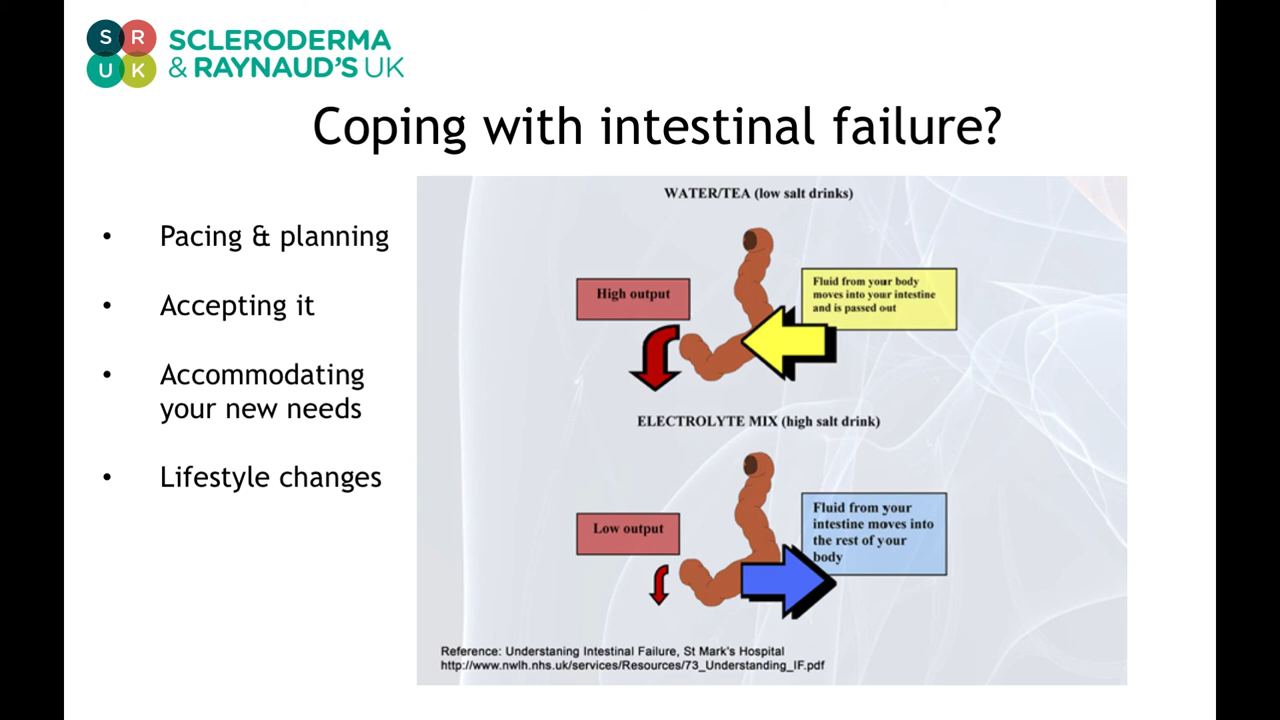 S R
U K
SCLERODERMA
& RAYNAUD'S UK
Coping with intestinal failure?
• Pacing & planning
• Accepting it
• Accommodating
your new needs
• Lifestyle changes
WATER/TEA (low salt drinks)
High output
Fluid from your body
moves into your intestine
and is passed out
ELECTROLYTE MIX (high salt drink)
Low output
Fluid from your
intestine moves into
the rest of your
body
Reference: Understaning Intestinal Failure, St Mark's Hospital
http://www.nwlh.nhs.uk/services/Resources/73_Understanding_IF.pdf